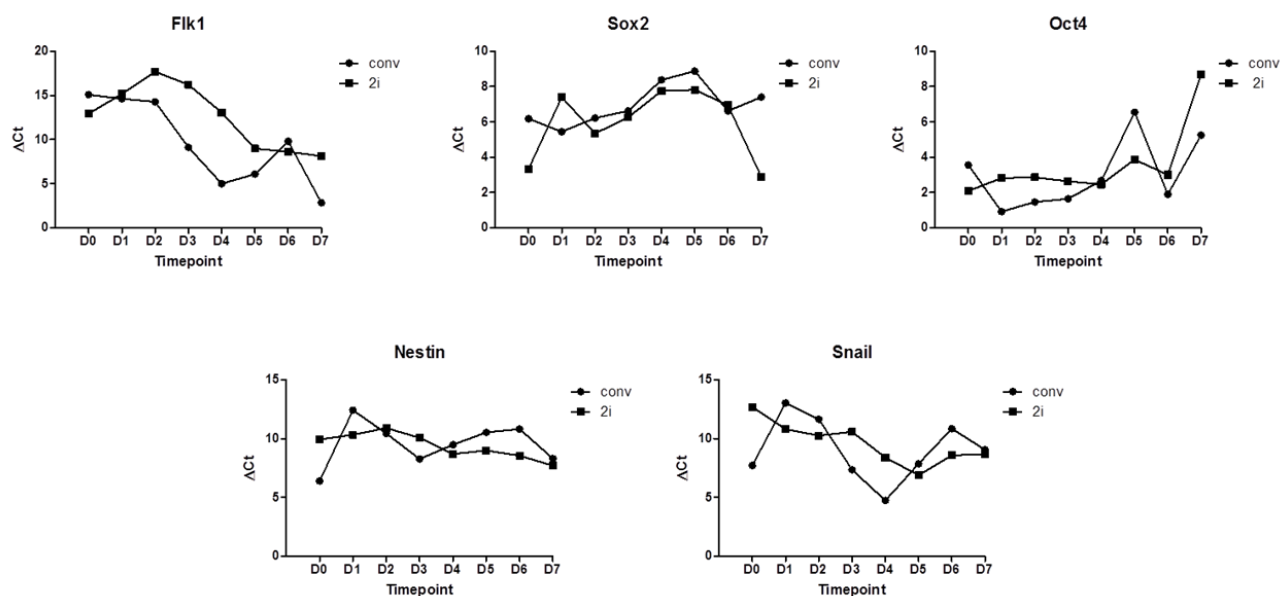 Flk1
20
15
10
5
0
ΔCt
D0 D1 D2 D3 D4 D5 D6 D7
Timepoint
conv
2i
Sox2
10
8
6
4
2
0
ΔCt
D0 D1 D2 D3 D4 D5 D6 D7
Timepoint
conv
2i
Oct4
10
8
6
4
2
0
ΔCt
D0 D1 D2 D3 D4 D5 D6 D7
Timepoint
conv
2i
Nestin
15
10
5
0
ΔCt
D0 D1 D2 D3 D4 D5 D6 D7
Timepoint
conv
2i
Snail
15
10
5
0
ΔCt
D0 D1 D2 D3 D4 D5 D6 D7
Timepoint
conv
2i